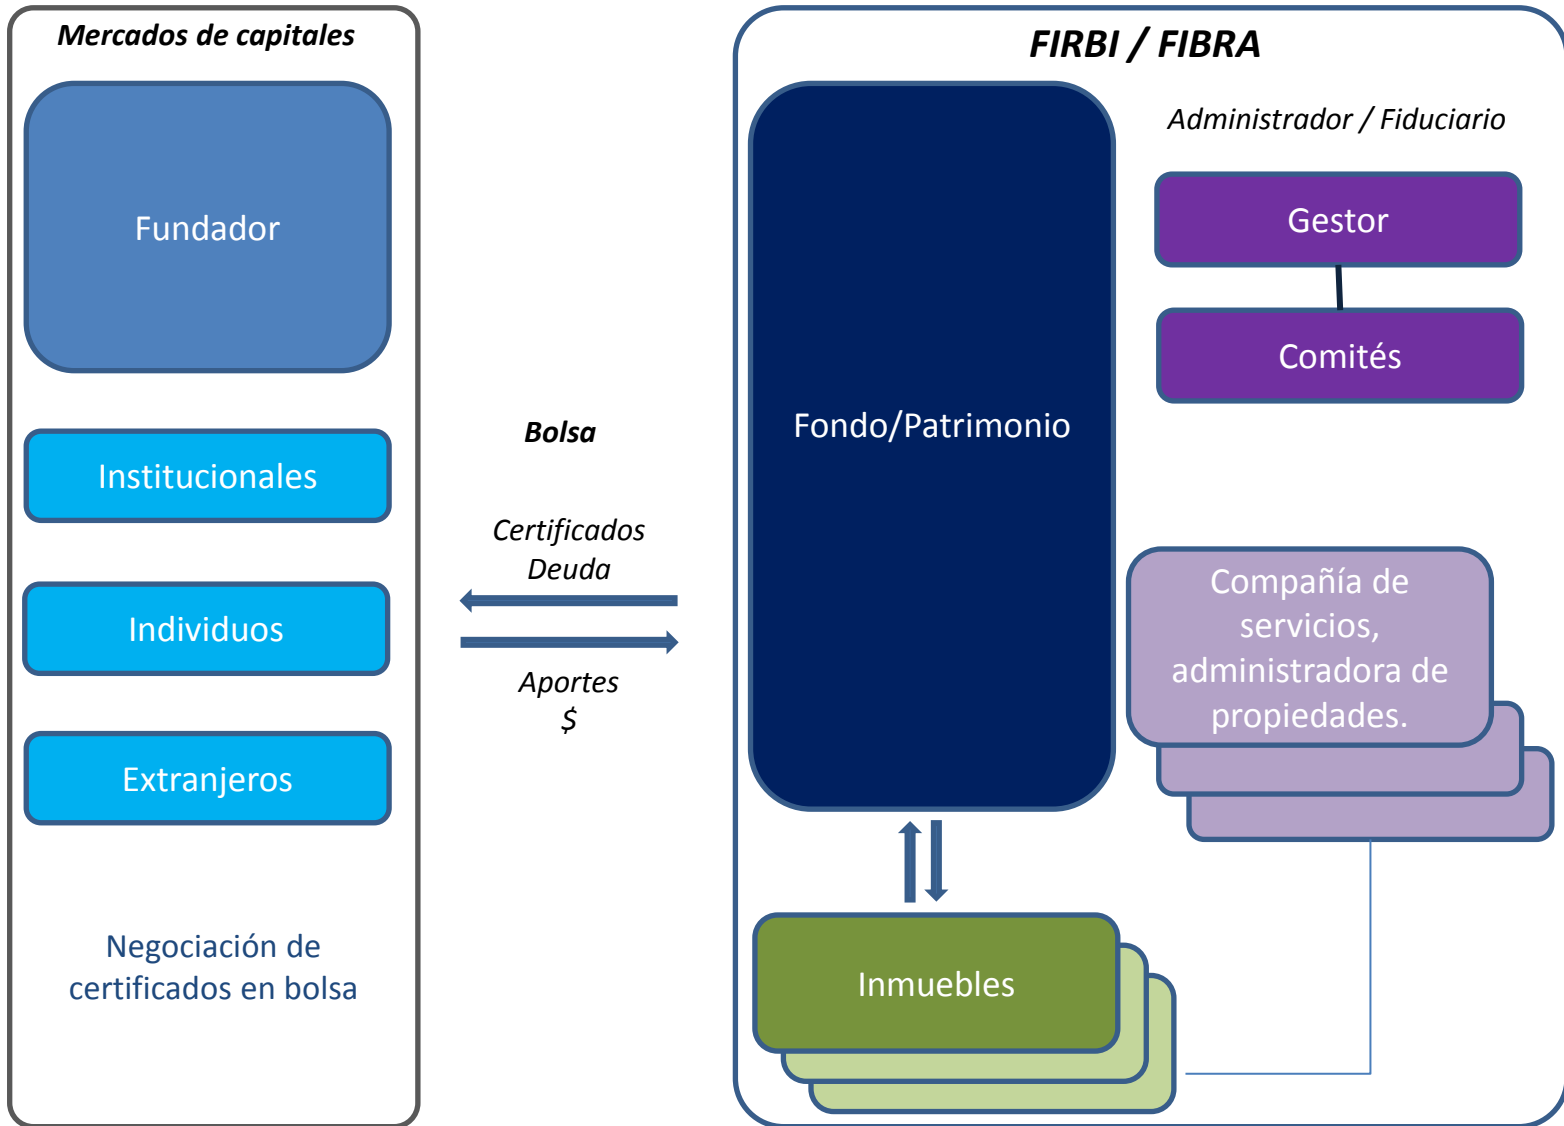 Mercados de capitales
Fundador
Institucionales
Individuos
Extranjeros
Negociación de
certificados en bolsa
Bolsa
Certificados
Deuda
Aportes
$
FIRBI / FIBRA
Fondo/Patrimonio
Administrador / Fiduciario
Gestor
Comités
Compañía de
servicios,
administradora de
propiedades.
Inmuebles